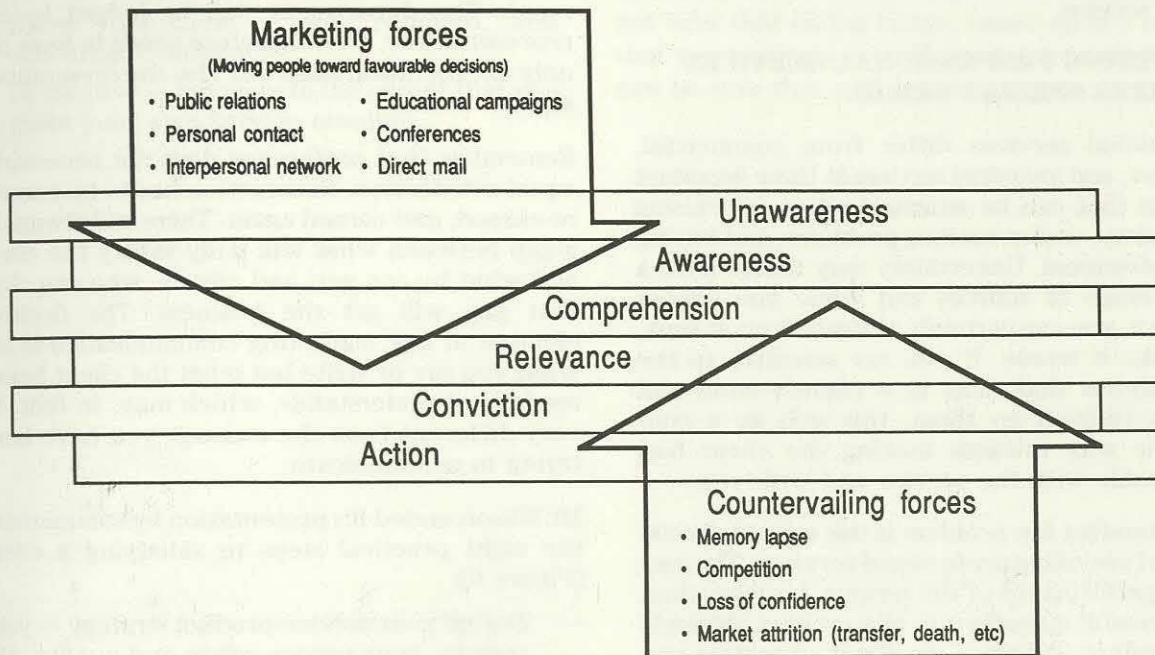 Marketing forces
(Moving people toward favourable decisions)
• Public relations • Educational campaigns
• Personal contact • Conferences
• Interpersonal network • Direct mail
Unawareness
Awareness
Comprehension
Relevance
Conviction
Action
Countervailing forces
• Memory lapse
• Competition
• Loss of confidence
• Market attrition (transfer, death, etc)